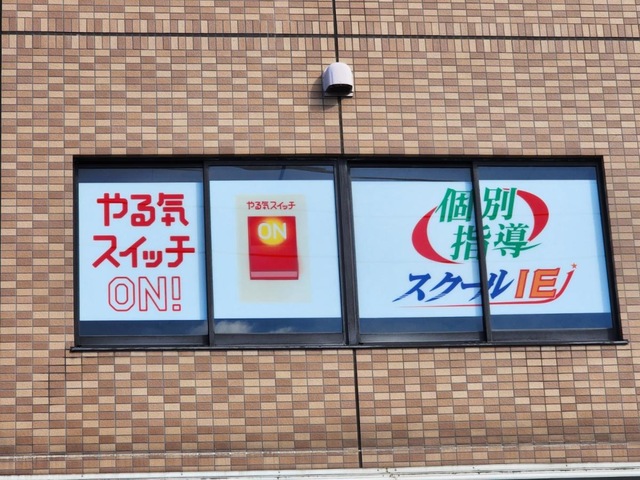 やる気
スイッチ
ON!
やる気スイッチ
ON
個別
指導
スクールIE